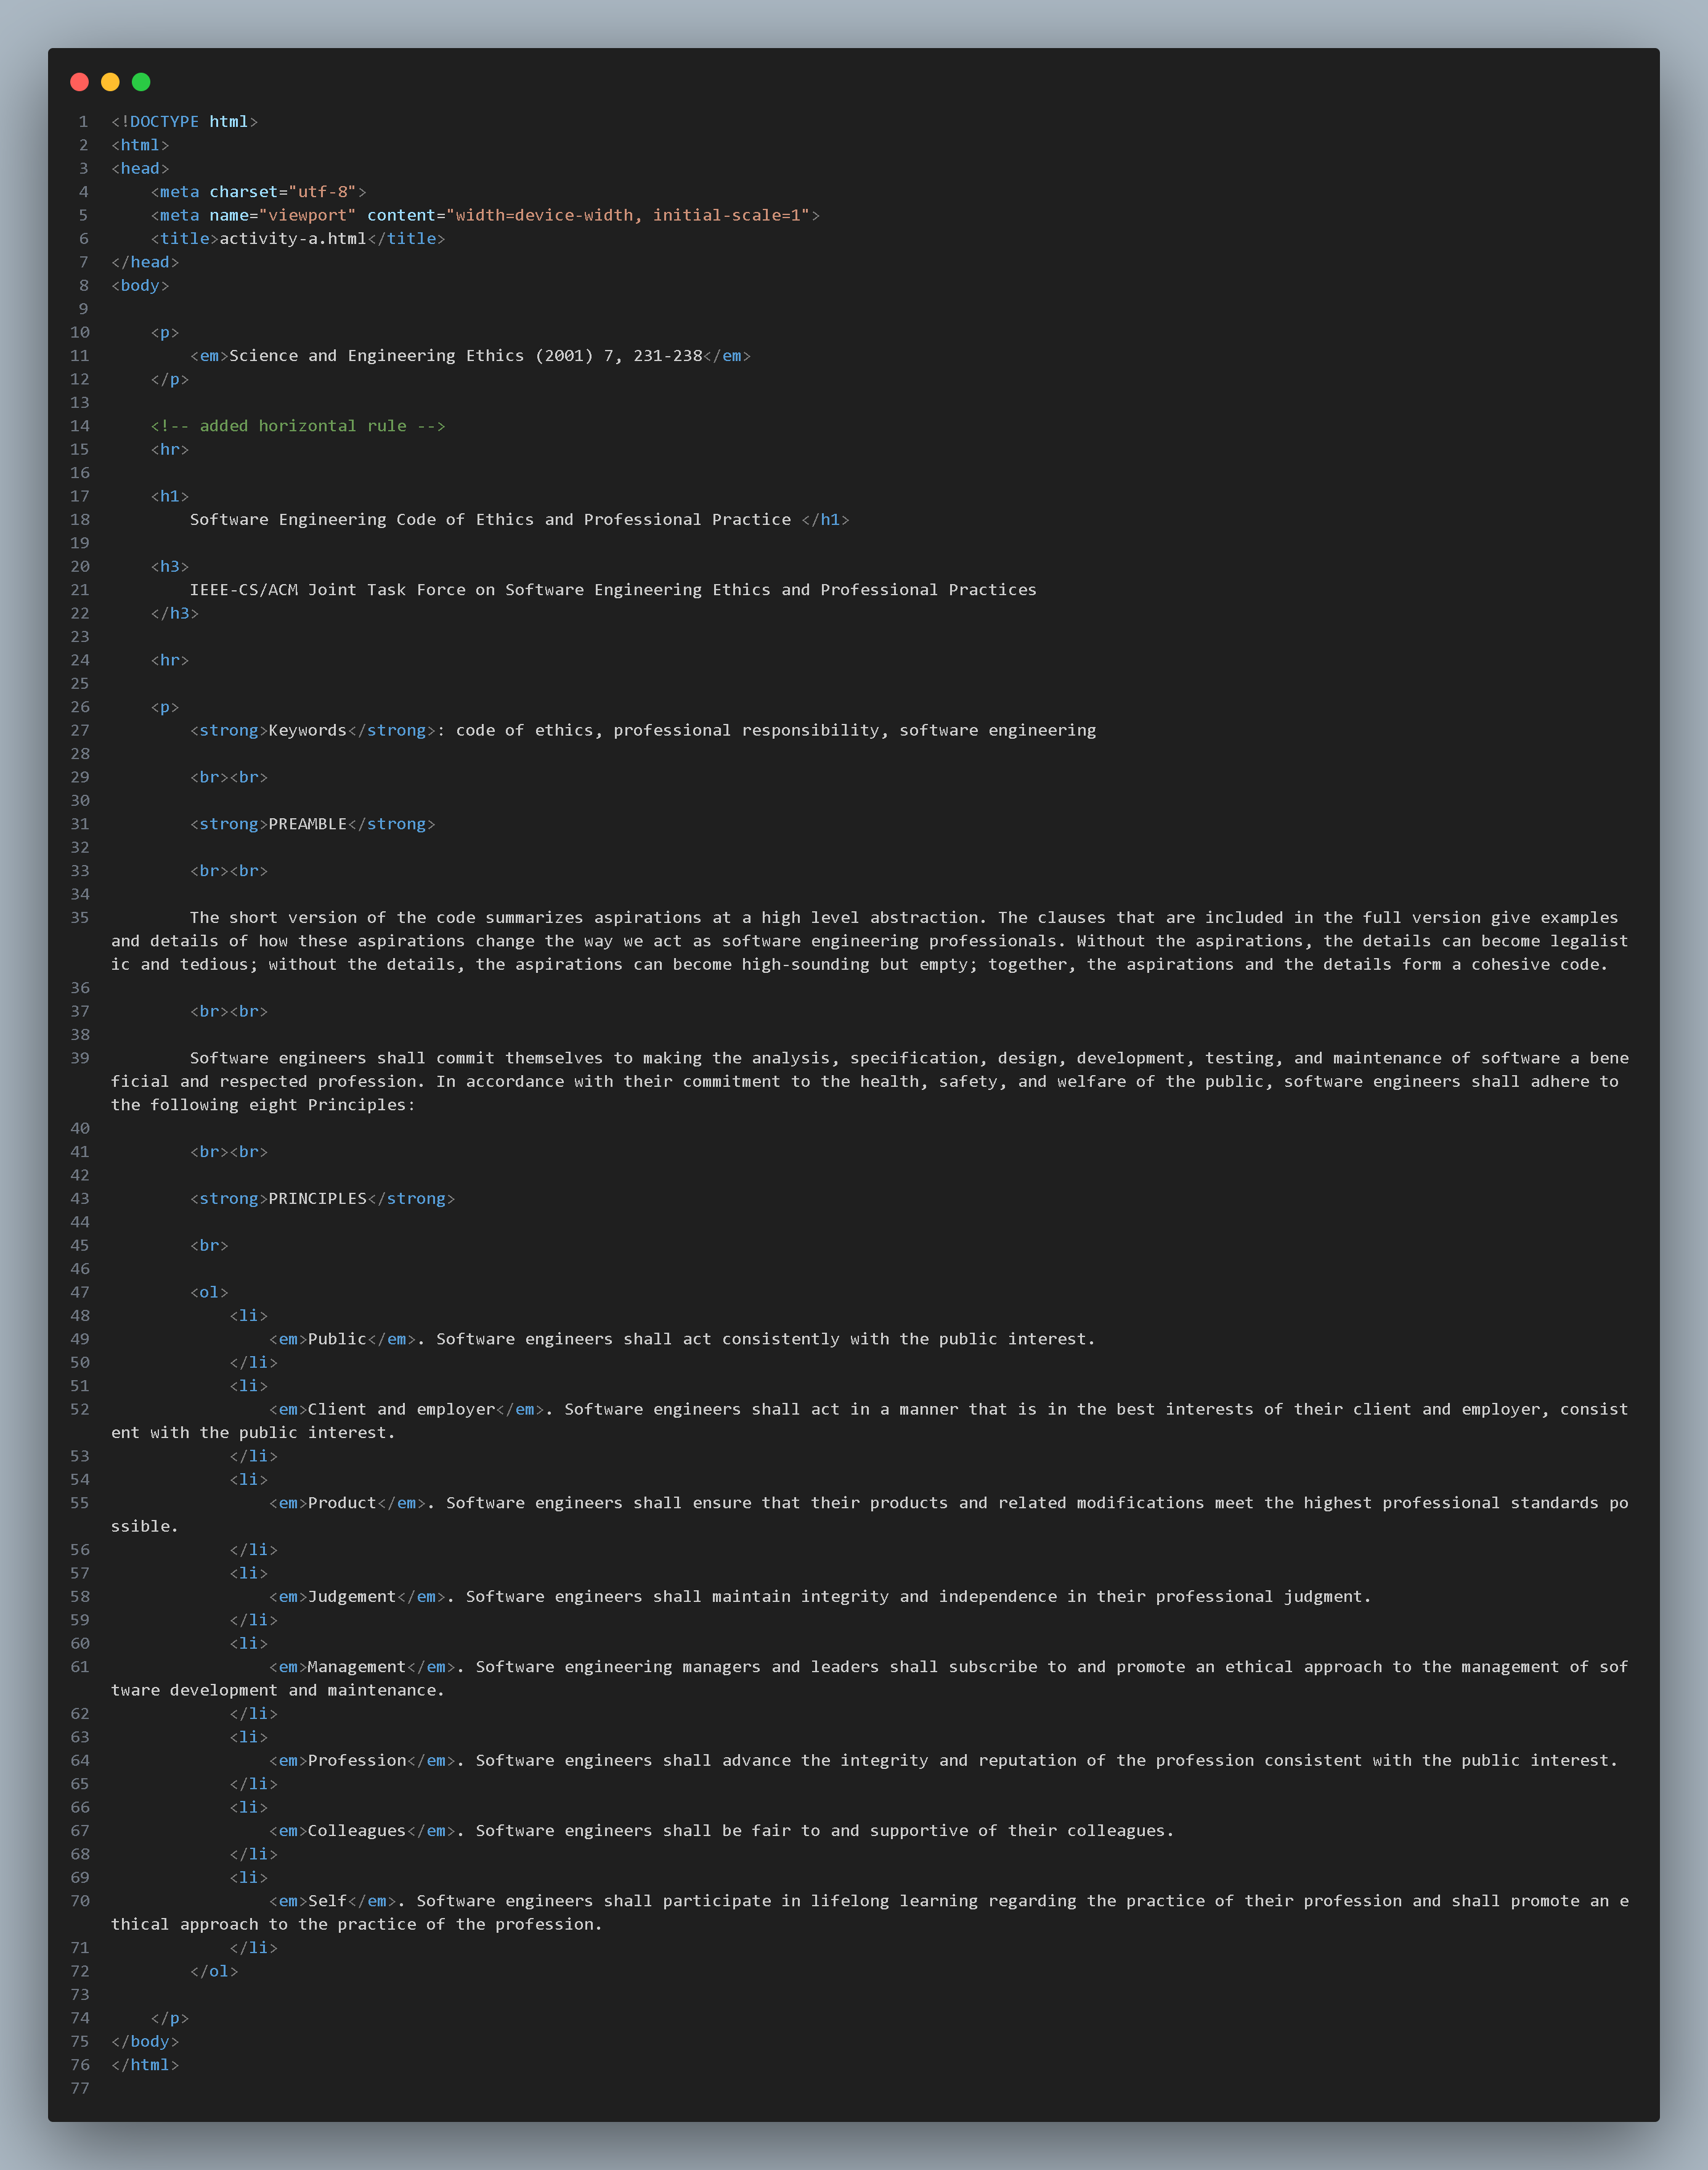 1 <!DOCTYPE html>
2 <html>
3 <head>
4     <meta charset="utf-8">
5     <meta name="viewport" content="width=device-width, initial-scale=1">
6     <title>activity-a.html</title>
7 </head>
8 <body>
9
10     <p>
11         <em>Science and Engineering Ethics (2001) 7, 231-238</em>
12     </p>
13
14     <!-- added horizontal rule -->
15     <hr>
16
17     <h1>
18         Software Engineering Code of Ethics and Professional Practice </h1>
19
20     <h3>
21         IEEE-CS/ACM Joint Task Force on Software Engineering Ethics and Professional Practices
22     </h3>
23
24     <hr>
25
26     <p>
27         <strong>Keywords</strong>: code of ethics, professional responsibility, software engineering
28
29         <br><br>
30
31         <strong>PREAMBLE</strong>
32
33         <br><br>
34
35         The short version of the code summarizes aspirations at a high level abstraction. The clauses that are included in the full version give examples
and details of how these aspirations change the way we act as software engineering professionals. Without the aspirations, the details can become legalist
ic and tedious; without the details, the aspirations can become high-sounding but empty; together, the aspirations and the details form a cohesive code.
36
37         <br><br>
38
39         Software engineers shall commit themselves to making the analysis, specification, design, development, testing, and maintenance of software a bene
ficial and respected profession. In accordance with their commitment to the health, safety, and welfare of the public, software engineers shall adhere to
the following eight Principles:
40
41         <br><br>
42
43         <strong>PRINCIPLES</strong>
44
45         <br>
46
47         <ol>
48             <li>
49                 <em>Public</em>. Software engineers shall act consistently with the public interest.
50             </li>
51             <li>
52                 <em>Client and employer</em>. Software engineers shall act in a manner that is in the best interests of their client and employer, consist
ent with the public interest.
53             </li>
54             <li>
55                 <em>Product</em>. Software engineers shall ensure that their products and related modifications meet the highest professional standards po
ssible.
56             </li>
57             <li>
58                 <em>Judgement</em>. Software engineers shall maintain integrity and independence in their professional judgment.
59             </li>
60             <li>
61                 <em>Management</em>. Software engineering managers and leaders shall subscribe to and promote an ethical approach to the management of sof
tware development and maintenance.
62             </li>
63             <li>
64                 <em>Profession</em>. Software engineers shall advance the integrity and reputation of the profession consistent with the public interest.
65             </li>
66             <li>
67                 <em>Colleagues</em>. Software engineers shall be fair to and supportive of their colleagues.
68             </li>
69             <li>
70                 <em>Self</em>. Software engineers shall participate in lifelong learning regarding the practice of their profession and shall promote an e
thical approach to the practice of the profession.
71             </li>
72         </ol>
73
74     </p>
75 </body>
76 </html>
77